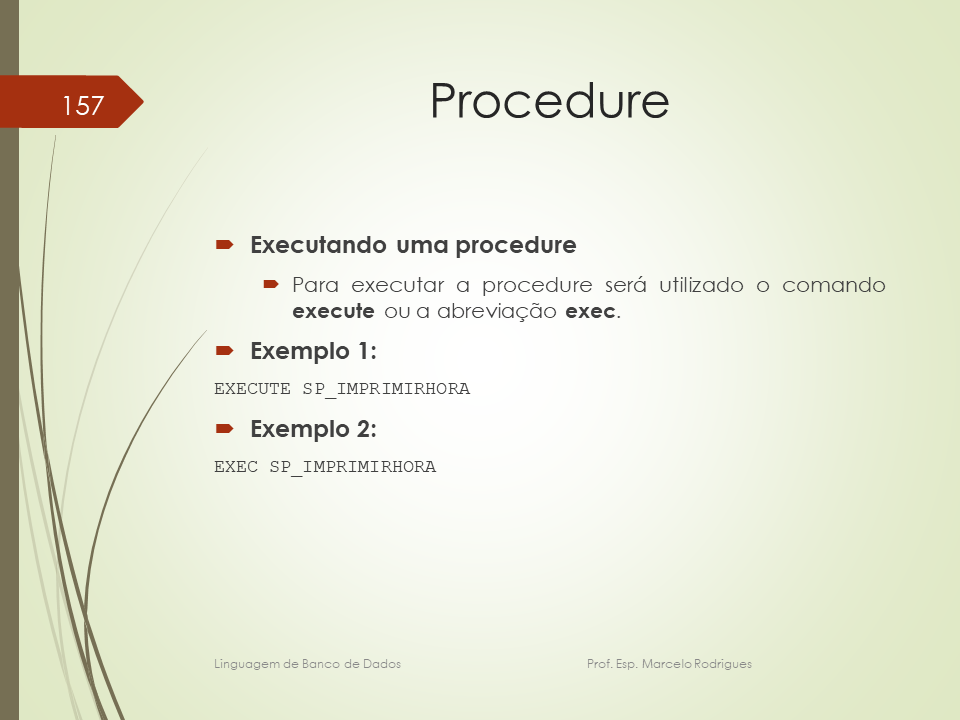 157
Procedure
Executando uma procedure
Para executar a procedure será utilizado o comando
execute ou a abreviação exec.
Exemplo 1:
EXECUTE SP_IMPRIMIRHORA
Exemplo 2:
EXEC SP_IMPRIMIRHORA
Linguagem de Banco de Dados Prof. Esp. Marcelo Rodrigues